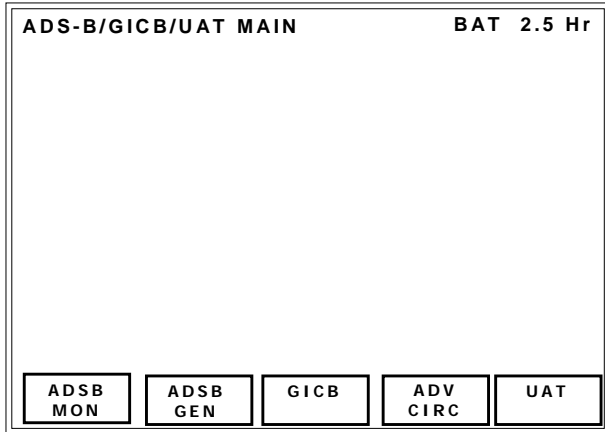 ADS-B/GICB/UAT MAIN BAT 2.5 Hr
ADSB MON
ADSB GEN
GICB
ADV CIRC
UAT